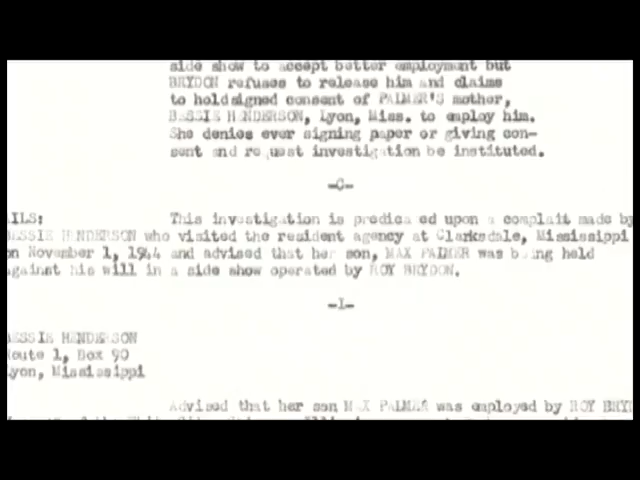 side show to accept better employment but
BRYDON refuses to release him and claims
to holdsigned consent of PALMER'S mother,
BESSIE HENDERSON, Lyon, Miss. to employ him.
She denies ever signing paper or giving con-
sent and request investigation be instituted.
-C-
AILS: This investigation is predicated upon a complait made by
BESSIE HENDERSON who visited the resident agency at Clarksdale, Mississippi
on November 1, 1944 and advised that her son, MAX PALMER was being held
against his will in a side show operated by ROY BRYDON.
-1-
BESSIE HENDERSON
Route 1, Box 90
Lyon, Mississippi
Advised that her son MAX PALMER was employed by ROY BRYD